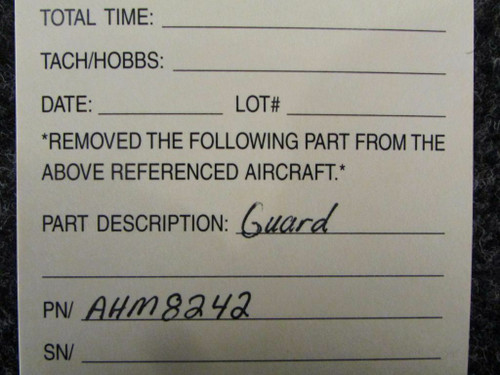 TOTAL TIME:
TACH/HOBBS:
DATE: LOT#
*REMOVED THE FOLLOWING PART FROM THE
ABOVE REFERENCED AIRCRAFT.*
PART DESCRIPTION: Guard
PN/ AHM8242
SN/